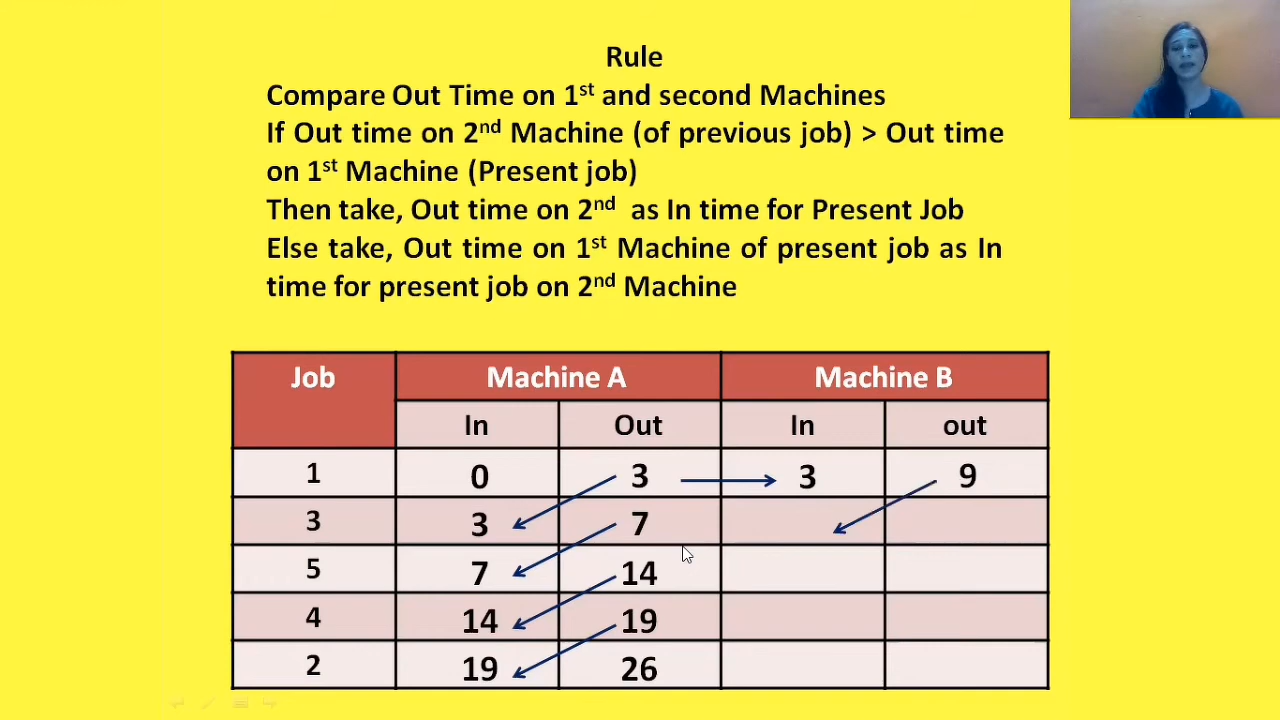 Rule
Compare Out Time on 1st and second Machines
If Out time on 2nd Machine (of previous job) > Out time
on 1st Machine (Present job)
Then take, Out time on 2nd as In time for Present Job
Else take, Out time on 1st Machine of present job as In
time for present job on 2nd Machine
Job Machine A Machine B
In Out In out
1 0 3 3 9
3 3 7
5 7 14
4 14 19
2 19 26